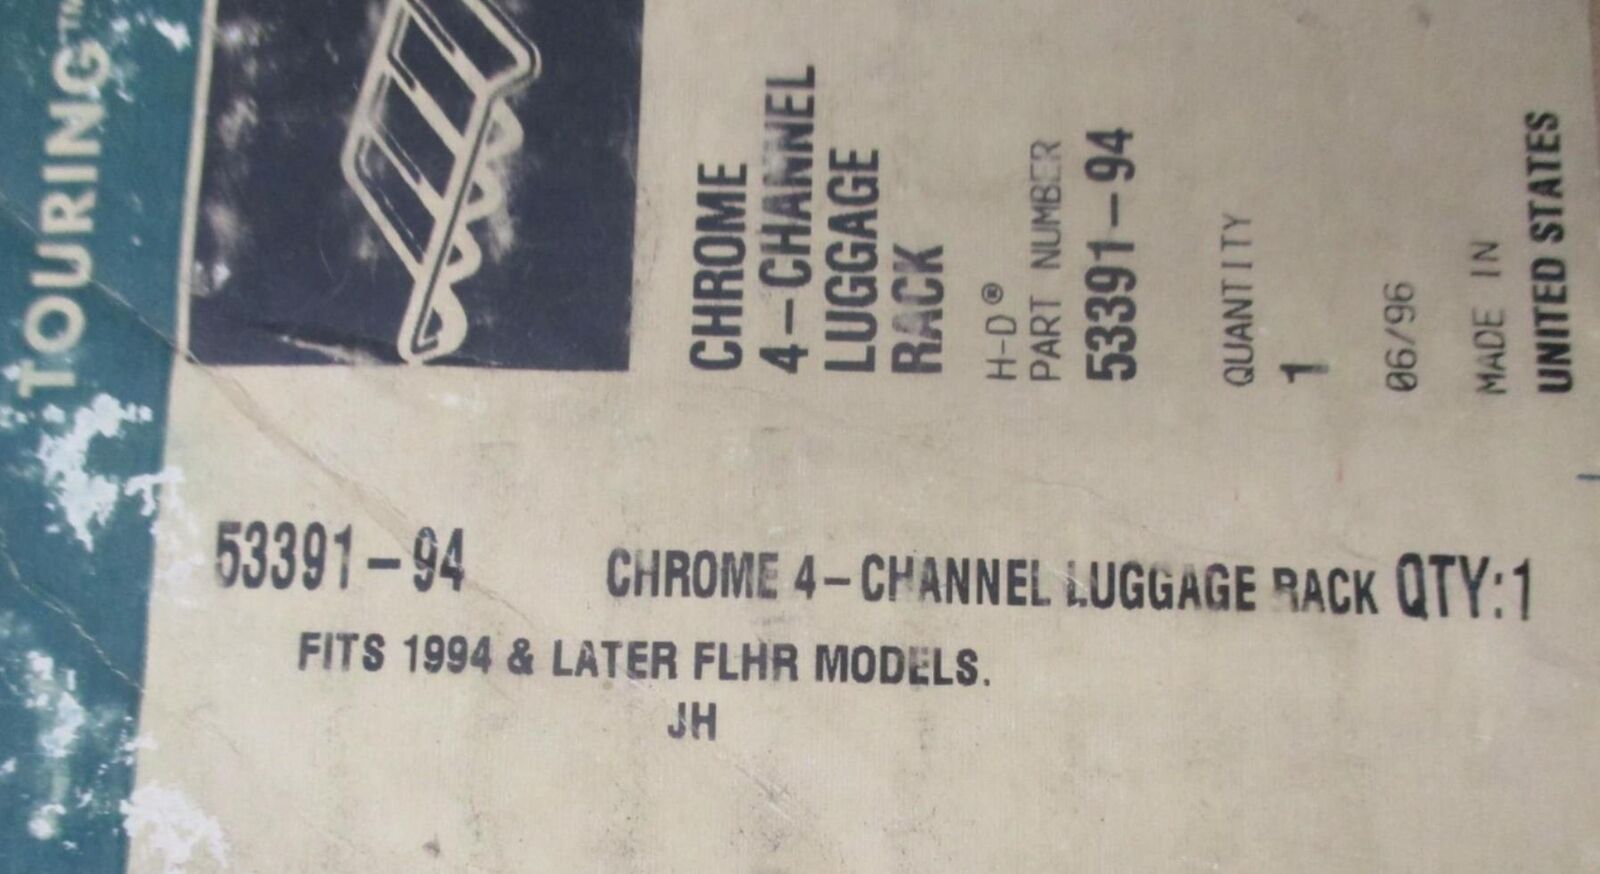 TOURING™
CHROME
4-CHANNEL
LUGGAGE
RACK
H-D®
PART NUMBER
53391-94
QUANTITY
1
06/96
MADE IN
UNITED STATES
53391-94 CHROME 4-CHANNEL LUGGAGE RACK QTY:1
FITS 1994 & LATER FLHR MODELS.
JH